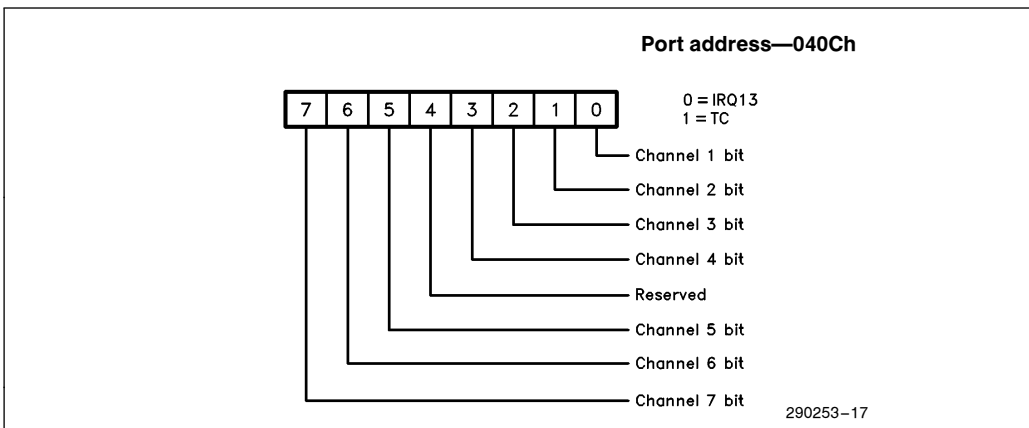 Port address—040Ch
7 6 5 4 3 2 1 0
0 = IRQ13
1 = TC
Channel 1 bit
Channel 2 bit
Channel 3 bit
Channel 4 bit
Reserved
Channel 5 bit
Channel 6 bit
Channel 7 bit
290253–17